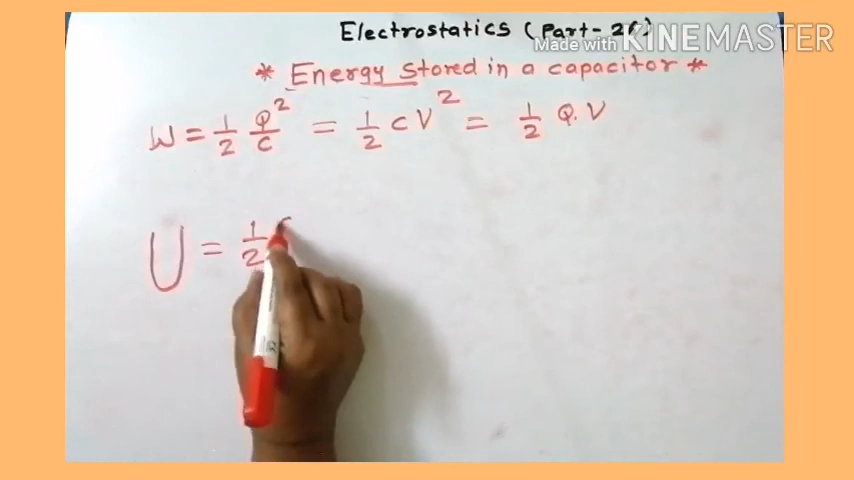 Electrostatics (Part-26)
Made with KINEMASTER
* Energy stored in a capacitor *
W = 1/2 Q²/C = 1/2 CV² = 1/2 Q.V
U = 1/2